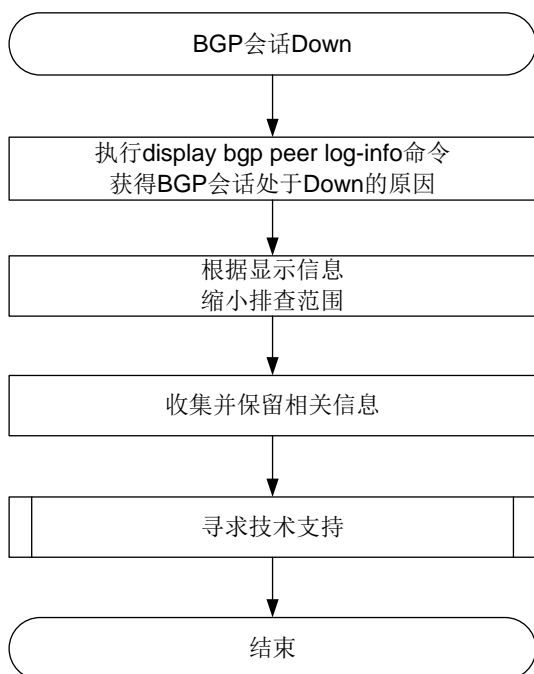 BGP会话Down
执行display bgp peer log-info命令
获得BGP会话处于Down的原因
根据显示信息
缩小排查范围
收集并保留相关信息
寻求技术支持
结束